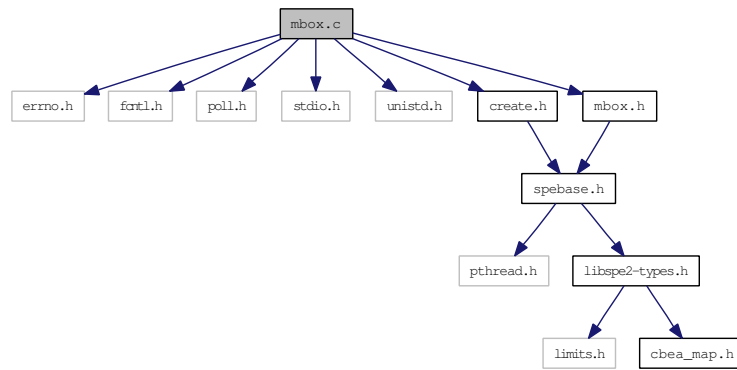 mbox.c
errno.h
fcntl.h
poll.h
stdio.h
unistd.h
create.h
mbox.h
spebase.h
pthread.h
libspe2-types.h
limits.h
cbea_map.h